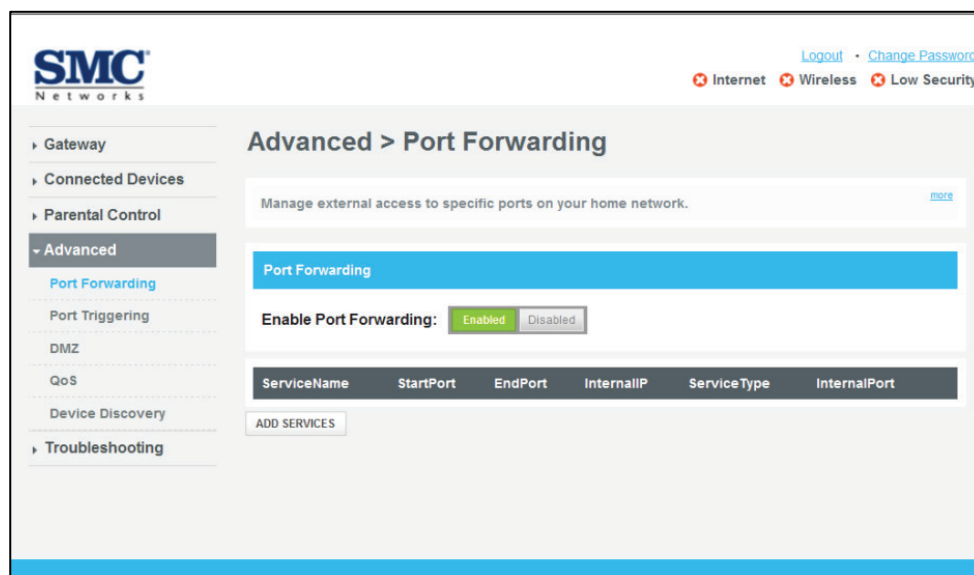 SMC
Networks
Logout • Change Password
Internet Wireless Low Security
Gateway
Connected Devices
Parental Control
Advanced
Port Forwarding
Port Triggering
DMZ
QoS
Device Discovery
Troubleshooting
Advanced > Port Forwarding
Manage external access to specific ports on your home network.
more
Port Forwarding
Enable Port Forwarding: Enabled Disabled
ServiceName StartPort EndPort InternalIP ServiceType InternalPort
ADD SERVICES